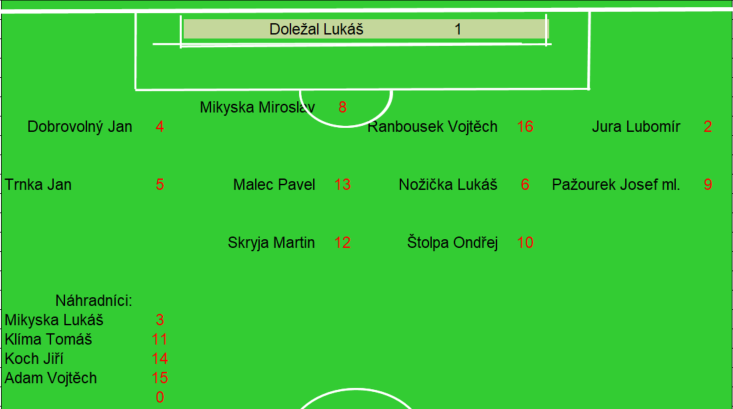 Doležal Lukáš 1
Mikyska Miroslav 8
Dobrovolný Jan 4 Ranbousek Vojtěch 16 Jura Lubomír 2
Trnka Jan 5 Malec Pavel 13 Nožička Lukáš 6 Pažourek Josef ml. 9
Skryja Martin 12 Štolpa Ondřej 10
Náhradníci:
Mikyska Lukáš 3
Klíma Tomáš 11
Koch Jiří 14
Adam Vojtěch 15
0